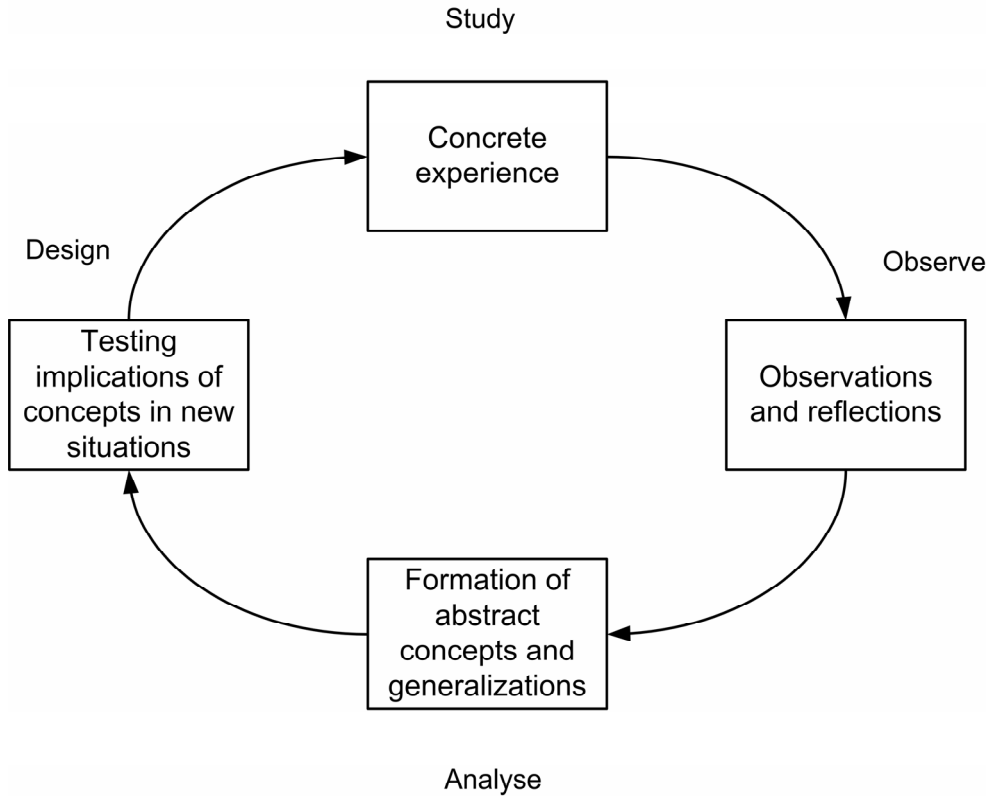 Study
Concrete
experience
Design
Observe
Testing
implications of
concepts in new
situations
Observations
and reflections
Formation of
abstract
concepts and
generalizations
Analyse